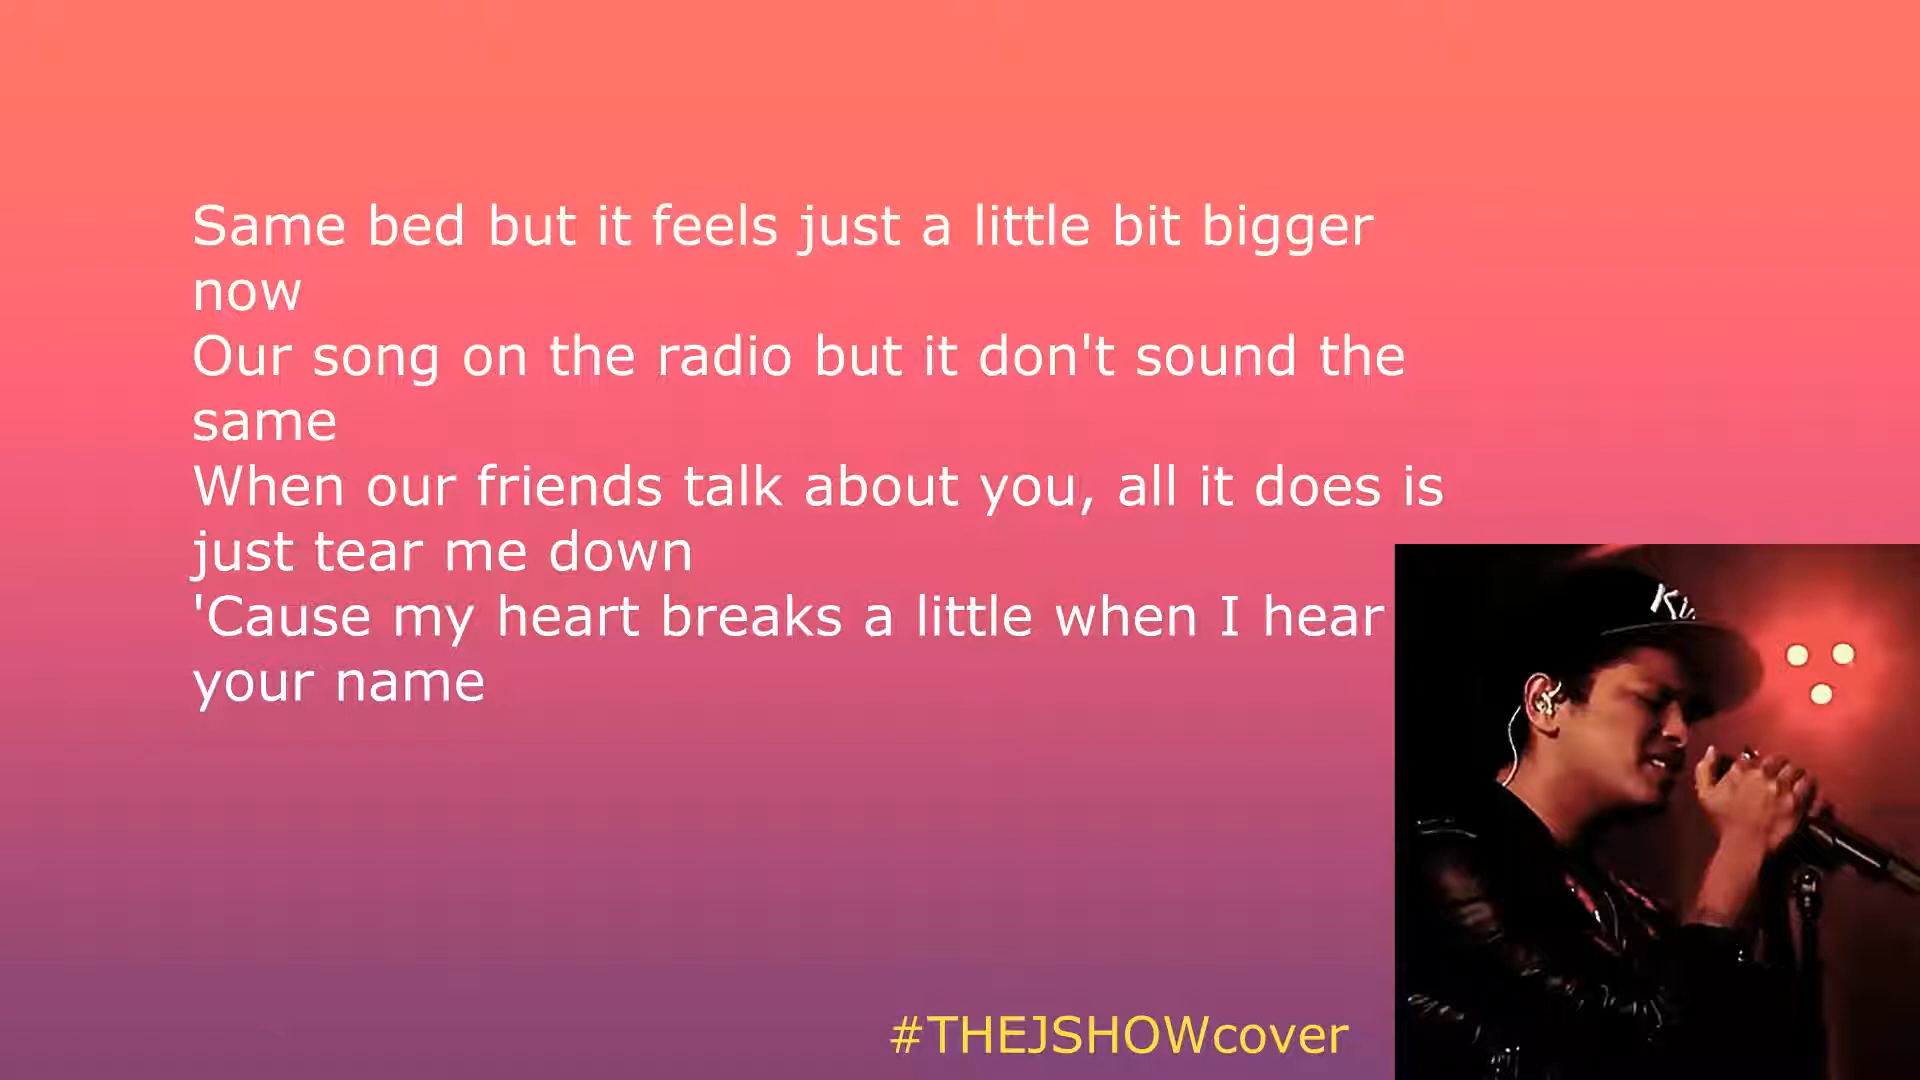 Same bed but it feels just a little bit bigger
now
Our song on the radio but it don't sound the
same
When our friends talk about you, all it does is
just tear me down
'Cause my heart breaks a little when I hear
your name
#THEJSHOWcover